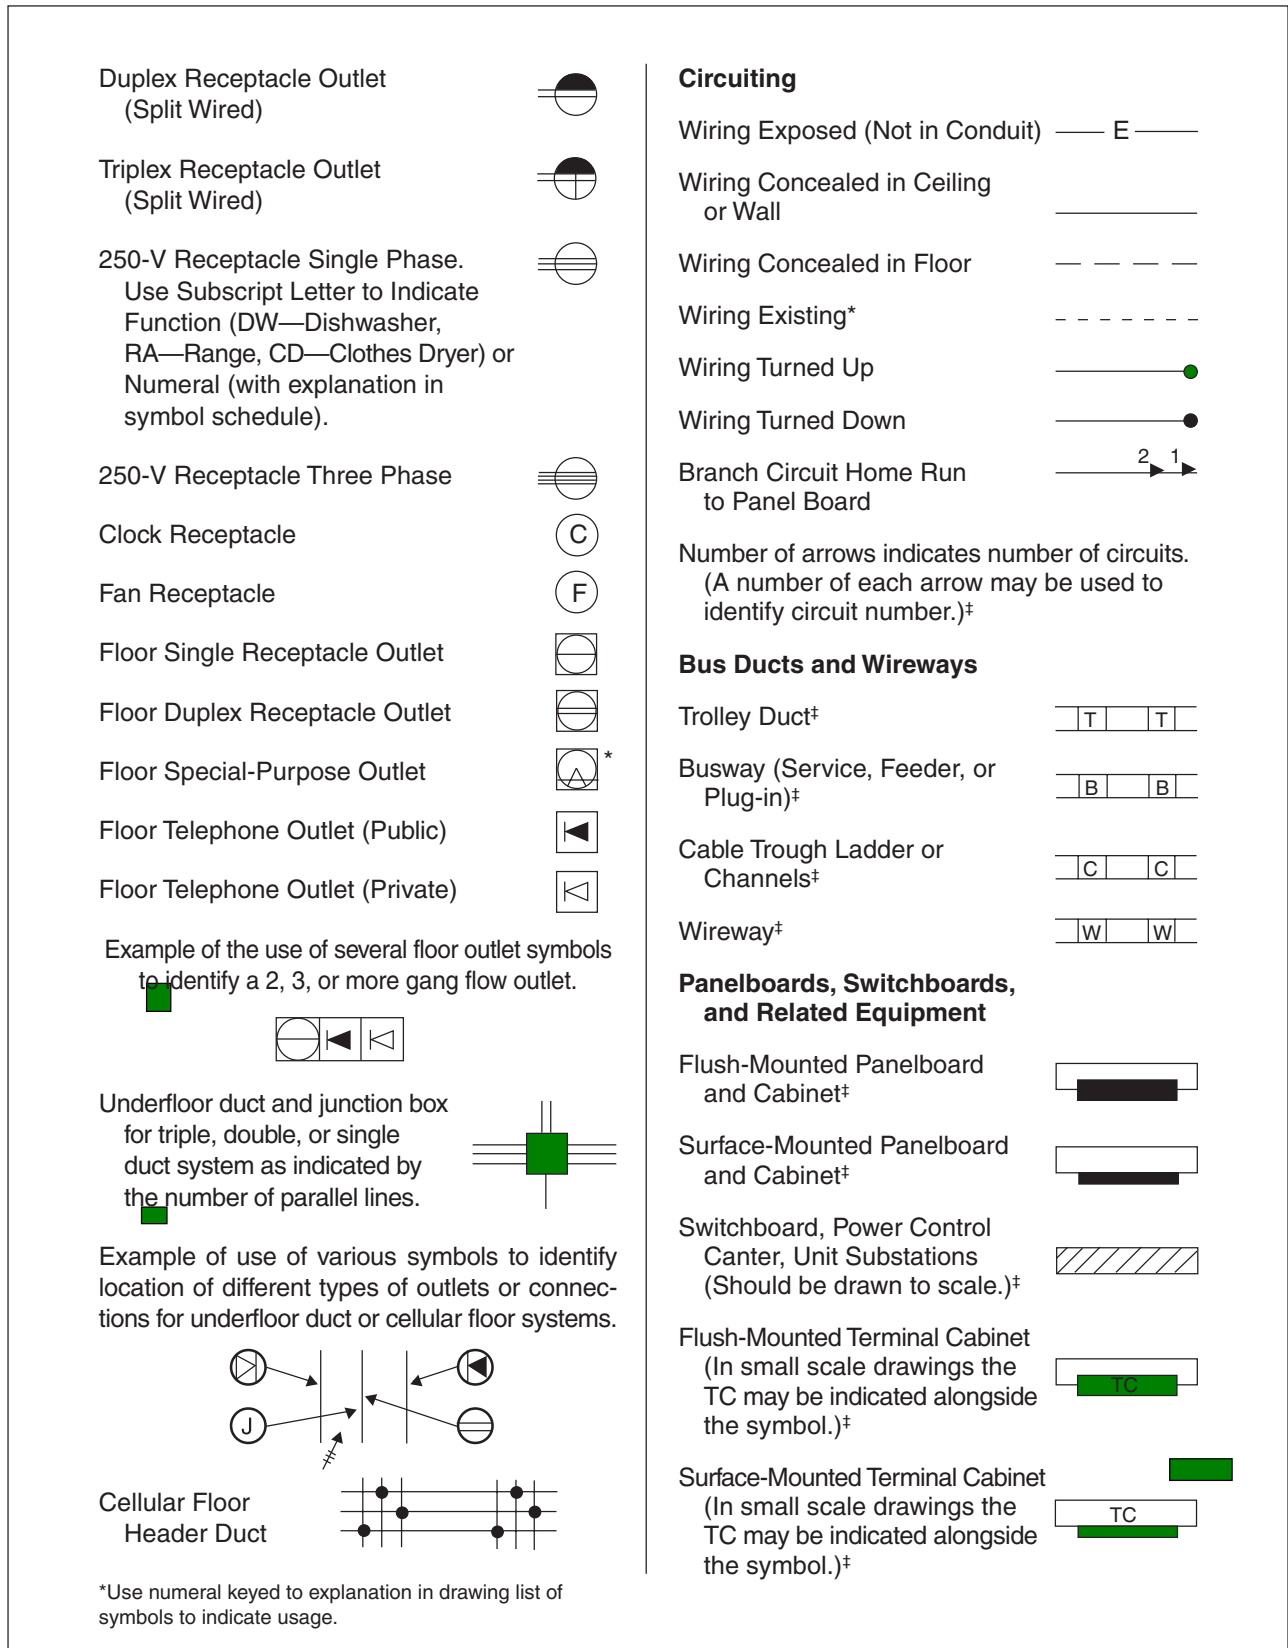 Duplex Receptacle Outlet
(Split Wired)
Triplex Receptacle Outlet
(Split Wired)
250-V Receptacle Single Phase.
Use Subscript Letter to Indicate
Function (DW—Dishwasher,
RA—Range, CD—Clothes Dryer) or
Numeral (with explanation in
symbol schedule).
250-V Receptacle Three Phase
Clock Receptacle
C
Fan Receptacle
F
Floor Single Receptacle Outlet
Floor Duplex Receptacle Outlet
Floor Special-Purpose Outlet
*
Floor Telephone Outlet (Public)
Floor Telephone Outlet (Private)
Example of the use of several floor outlet symbols
to identify a 2, 3, or more gang flow outlet.
Underfloor duct and junction box
for triple, double, or single
duct system as indicated by
the number of parallel lines.
Example of use of various symbols to identify
location of different types of outlets or connec-
tions for underfloor duct or cellular floor systems.
J
Cellular Floor
Header Duct
*Use numeral keyed to explanation in drawing list of
symbols to indicate usage.
Circuiting
Wiring Exposed (Not in Conduit)
E
Wiring Concealed in Ceiling
or Wall
Wiring Concealed in Floor
Wiring Existing*
Wiring Turned Up
Wiring Turned Down
Branch Circuit Home Run
to Panel Board
2 1
Number of arrows indicates number of circuits.
(A number of each arrow may be used to
identify circuit number.)‡
Bus Ducts and Wireways
Trolley Duct‡
T T
Busway (Service, Feeder, or
Plug-in)‡
B B
Cable Trough Ladder or
Channels‡
C C
Wireway‡
W W
Panelboards, Switchboards,
and Related Equipment
Flush-Mounted Panelboard
and Cabinet‡
Surface-Mounted Panelboard
and Cabinet‡
Switchboard, Power Control
Canter, Unit Substations
(Should be drawn to scale.)‡
Flush-Mounted Terminal Cabinet
(In small scale drawings the
TC may be indicated alongside
the symbol.)‡
TC
Surface-Mounted Terminal Cabinet
(In small scale drawings the
TC may be indicated alongside
the symbol.)‡
TC